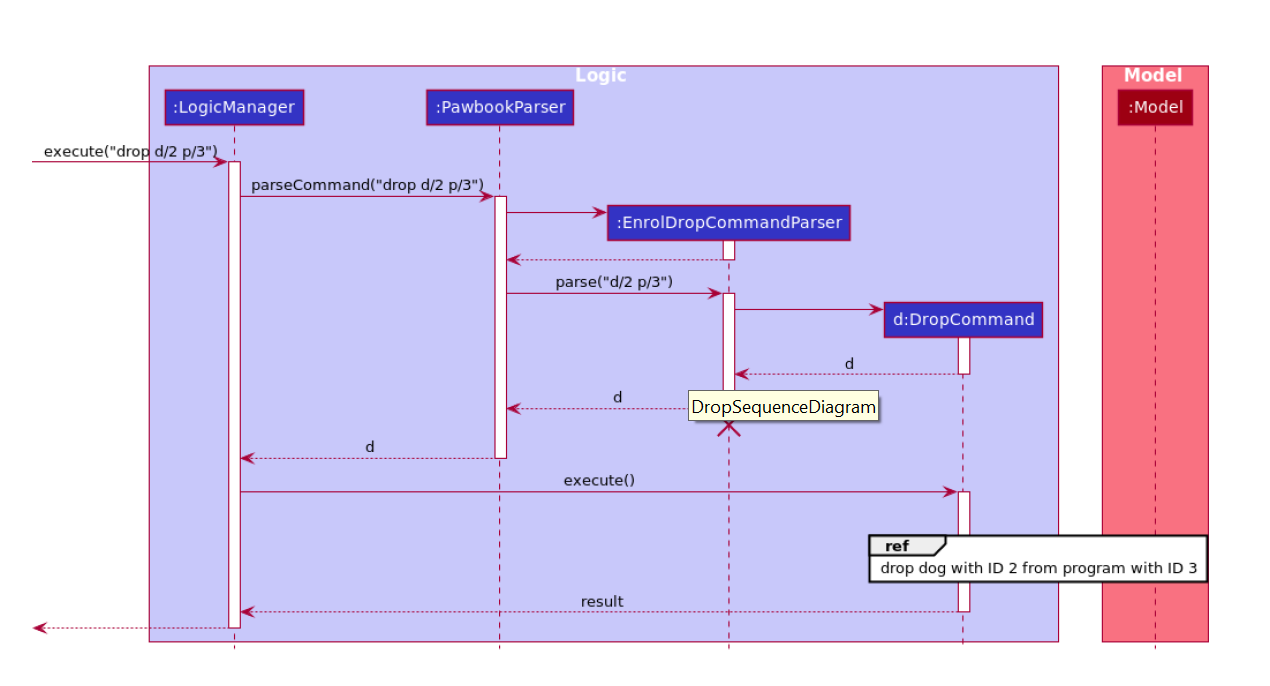 Logic
Model
:LogicManager
:PawbookParser
:Model
execute("drop d/2 p/3")
parseCommand("drop d/2 p/3")
:EnrolDropCommandParser
parse("d/2 p/3")
d:DropCommand
d
d
DropSequenceDiagram
d
execute()
ref
drop dog with ID 2 from program with ID 3
result